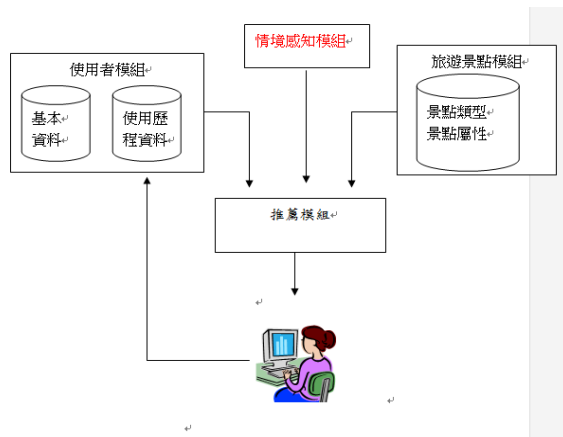 情境感知模組
使用者模組
旅遊景點模組
基本
資料
使用歷
程資料
景點類型
景點屬性
推薦模組